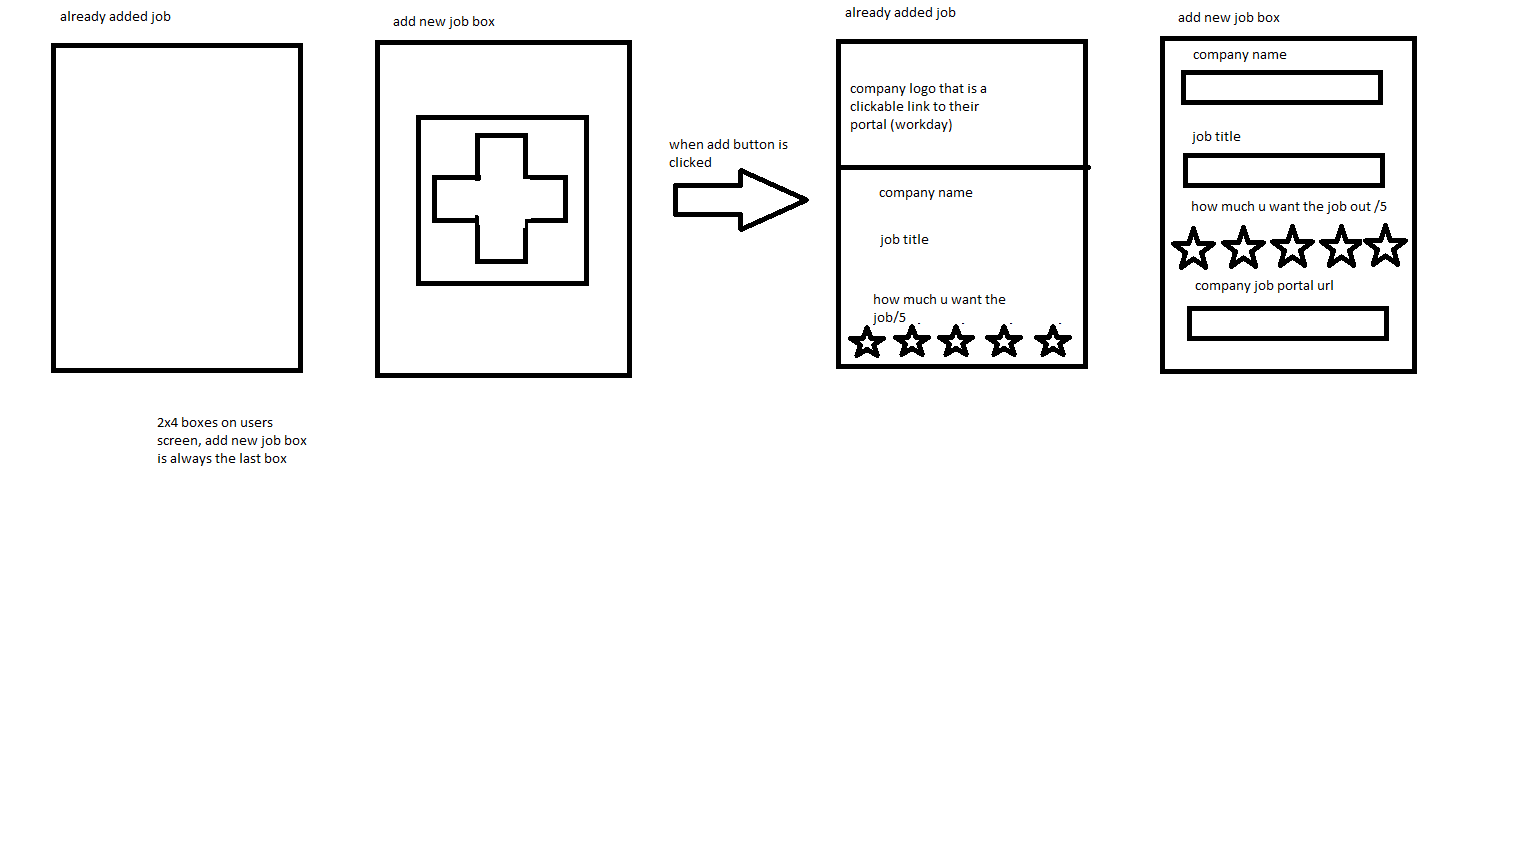 already added job
add new job box
when add button is
clicked
already added job
company logo that is a
clickable link to their
portal (workday)
company name
job title
how much u want the
job/5
add new job box
company name
job title
how much u want the job out /5
company job portal url
2x4 boxes on users
screen, add new job box
is always the last box